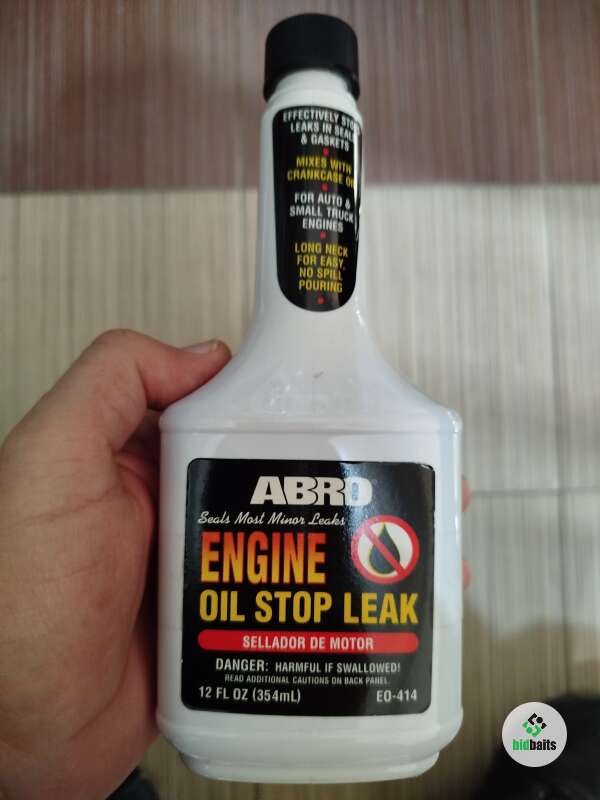 EFFECTIVELY STOPS
LEAKS IN SEALS
& GASKETS
MIXES WITH
CRANKCASE OIL
FOR AUTO &
SMALL TRUCK
ENGINES
LONG NECK
FOR EASY,
NO SPILL
POURING
ABRO
Seals Most Minor Leaks
ENGINE
OIL STOP LEAK
SELLADOR DE MOTOR
DANGER: HARMFUL IF SWALLOWED!
READ ADDITIONAL CAUTIONS ON BACK PANEL.
12 FL OZ (354mL) EO-414
bidbaits